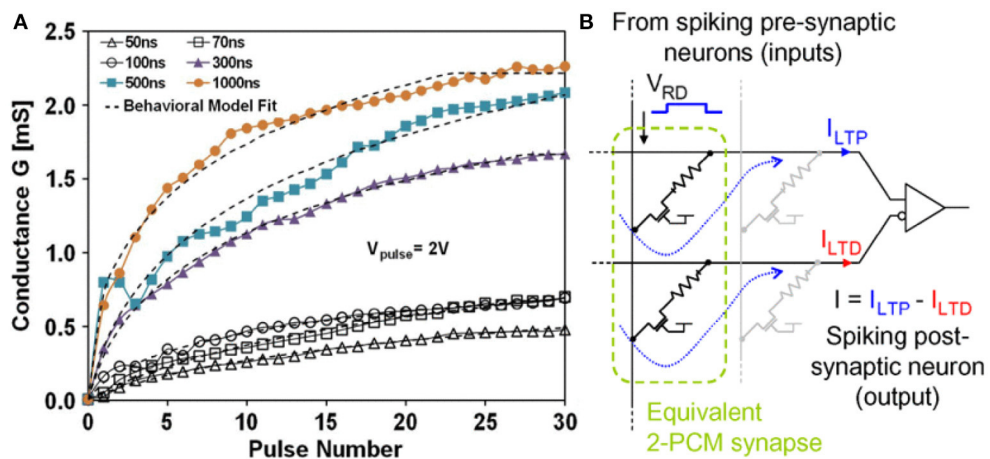 A
Conductance G [mS]
2.5
2.0
1.5
1.0
0.5
0.0
50ns
70ns
100ns
300ns
500ns
1000ns
Behavioral Model Fit
Vpulse= 2V
0 5 10 15 20 25 30
Pulse Number
B
From spiking pre-synaptic
neurons (inputs)
VRD
ILTP
ILTD
I = ILTP - ILTD
Spiking post-
synaptic neuron
(output)
Equivalent
2-PCM synapse